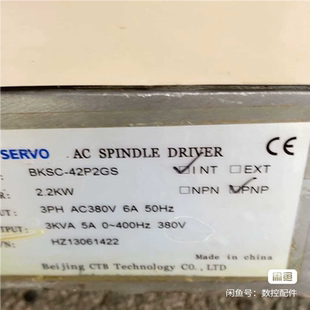 SERVO AC SPINDLE DRIVER CE
BKSC-42P2GS INT EXT
2.2KW NPN PNP
3PH AC380V 6A 50Hz
3KVA 5A 0~400Hz 380V
HZ13061422 Made in china
Beijing CTB Technology CO., LTD
闲鱼
闲鱼号：数控配件